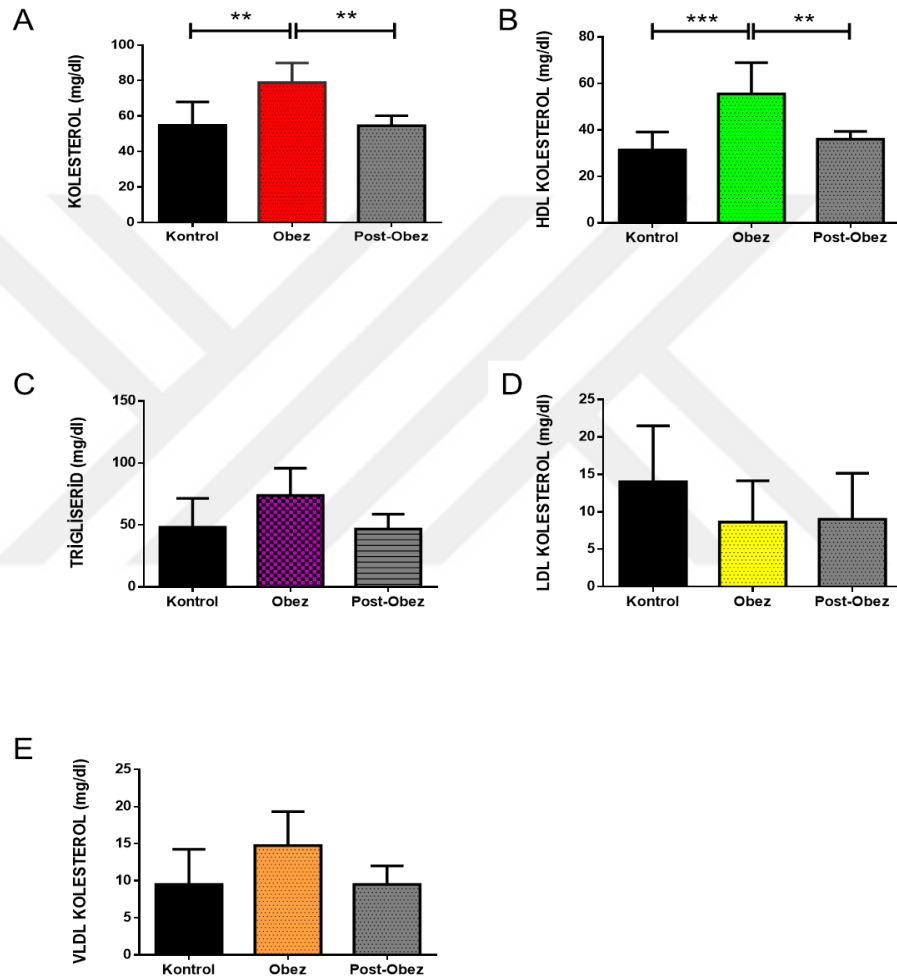 A
** **
KOLESTEROL (mg/dl)
100
80
60
40
20
0
Kontrol Obez Post-Obez
B
*** **
HDL KOLESTEROL (mg/dl)
80
60
40
20
0
Kontrol Obez Post-Obez
C
TRİGLİSERİD (mg/dl)
150
100
50
0
Kontrol Obez Post-Obez
D
LDL KOLESTEROL (mg/dl)
25
20
15
10
5
0
Kontrol Obez Post-Obez
E
VLDL KOLESTEROL (mg/dl)
25
20
15
10
5
0
Kontrol Obez Post-Obez